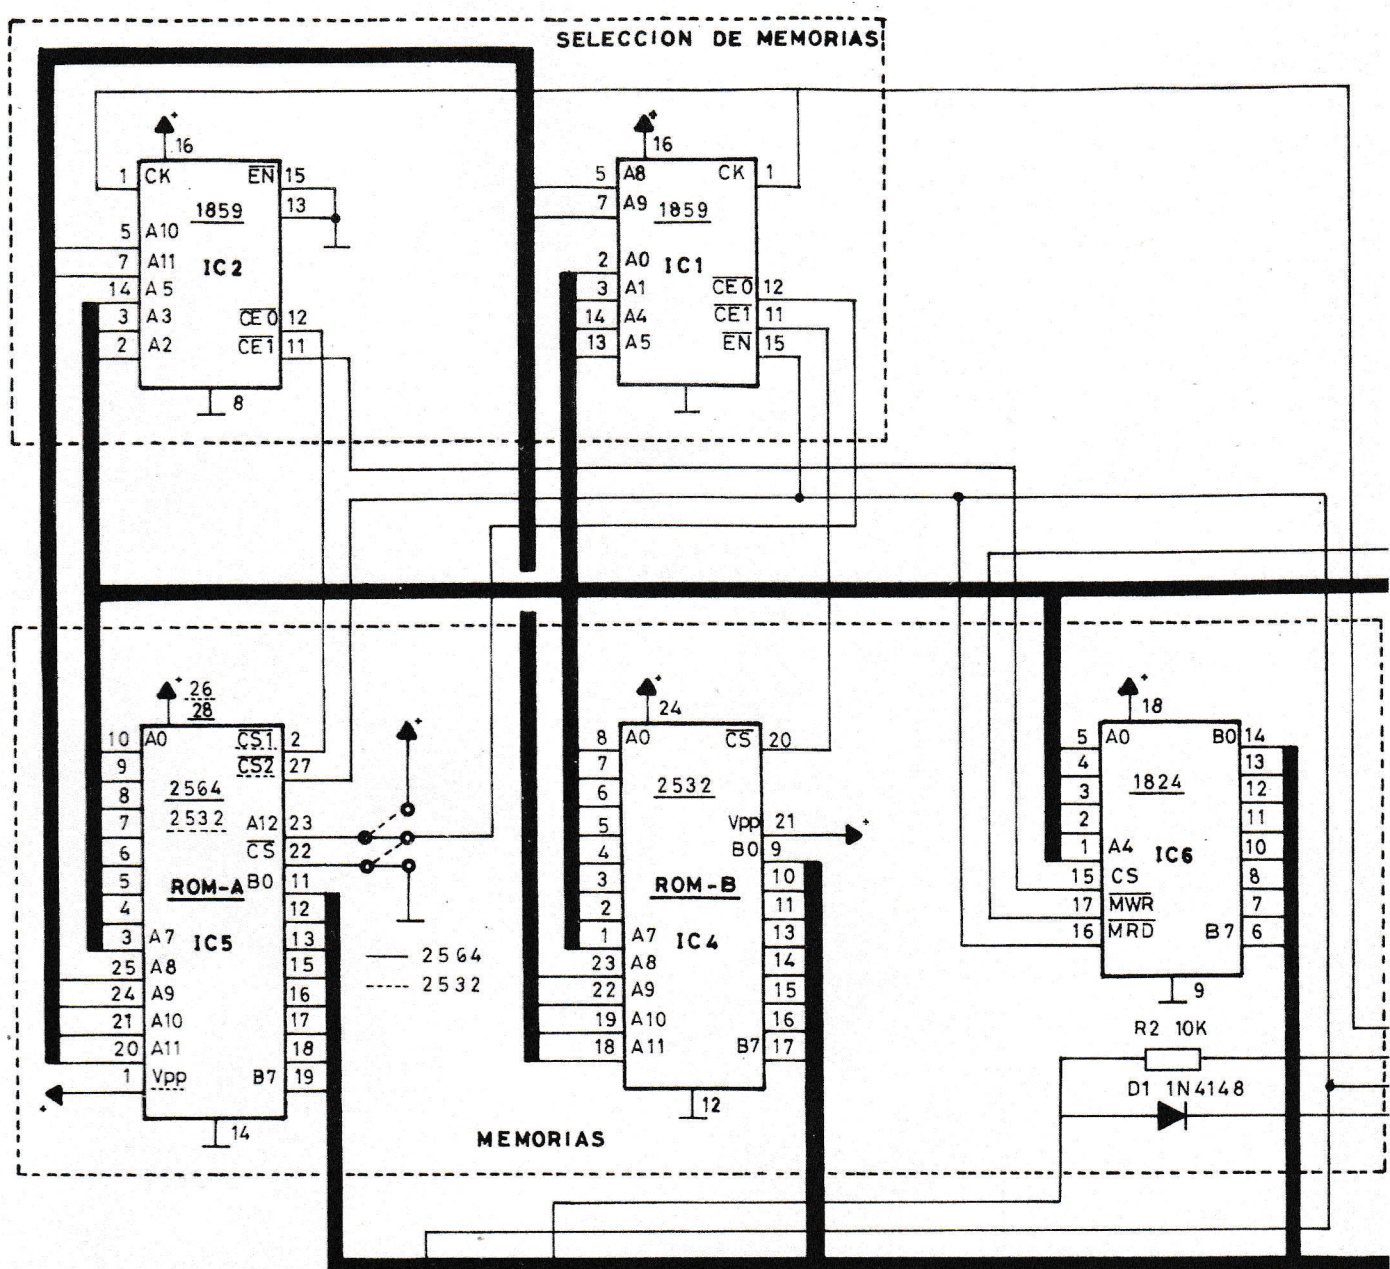 SELECCION DE MEMORIAS
+
16
1 CK EN 15
13
1859
5 A10
7 A11
IC2
14 A5
3 A3 CE0 12
2 A2 CE1 11
8
+
16
5 A8 CK 1
7 A9
1859
2 A0
IC1
3 A1 CE0 12
14 A4 CE1 11
13 A5 EN 15
+
26
28
10 A0 CS1 2
9 CS2 27
8
2564
7
2532
A12 23
6 CS 22
5 ROM-A B0 11
4 12
3 A7 IC5 13
25 A8 15
24 A9 16
21 A10 17
20 A11 18
1 Vpp B7 19
+
14
+
2564
2532
+
24
8 A0 CS 20
7
6
2532
5 Vpp 21
+
4 B0 9
3 ROM-B 10
2 11
1 A7 IC4 13
23 A8 14
22 A9 15
19 A10 16
18 A11 B7 17
12
+
18
5 A0 B0 14
4 13
3 1824 12
2 11
1 A4 IC6 10
15 CS 8
17 MWR 7
16 MRD B7 6
9
R2 10K
D1 1N4148
MEMORIAS